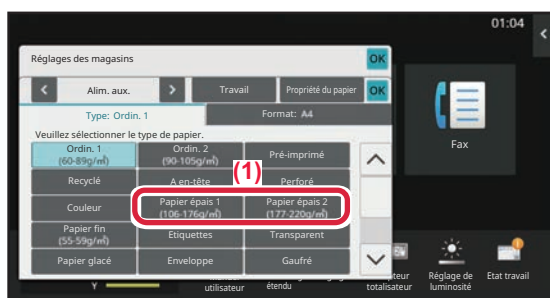 01:04
Réglages des magasins
OK
Alim. aux.
Travail
Propriété du papier
OK
Type: Ordin. 1
Format: A4
Veuillez sélectionner le type de papier.
Ordin. 1
(60-89g/㎡)
Ordin. 2
(90-105g/㎡)
Pré-imprimé
Recyclé
A en-tête
(1)
Perforé
Couleur
Papier épais 1
(106-176g/㎡)
Papier épais 2
(177-220g/㎡)
Papier fin
(55-59g/㎡)
Etiquettes
Transparent
Papier glacé
Enveloppe
Gaufré
Fax
Y
utilisateur
étendu
totalisateur
Réglage de
luminosité
Etat travail